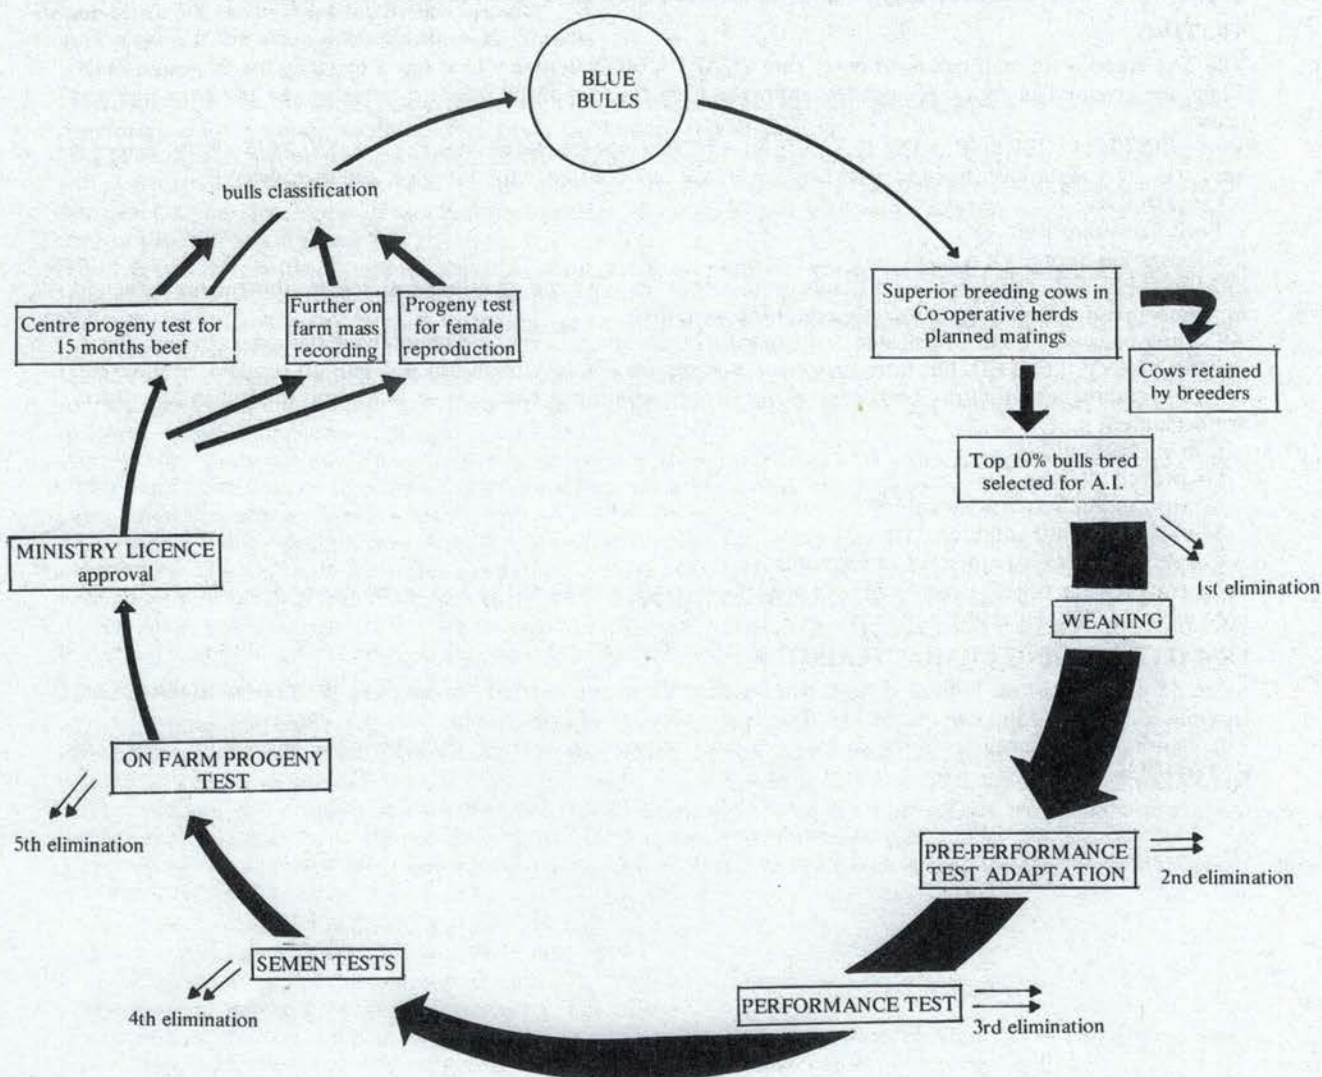 BLUE
BULLS
bulls classification
Superior breeding cows in
Co-operative herds
planned matings
Centre progeny test for
15 months beef
Further on
farm mass
recording
Progeny test
for female
reproduction
Cows retained
by breeders
Top 10% bulls bred
selected for A.I.
MINISTRY LICENCE
approval
1st elimination
WEANING
ON FARM PROGENY
TEST
5th elimination
PRE-PERFORMANCE
TEST ADAPTATION
2nd elimination
SEMEN TESTS
4th elimination
PERFORMANCE TEST
3rd elimination